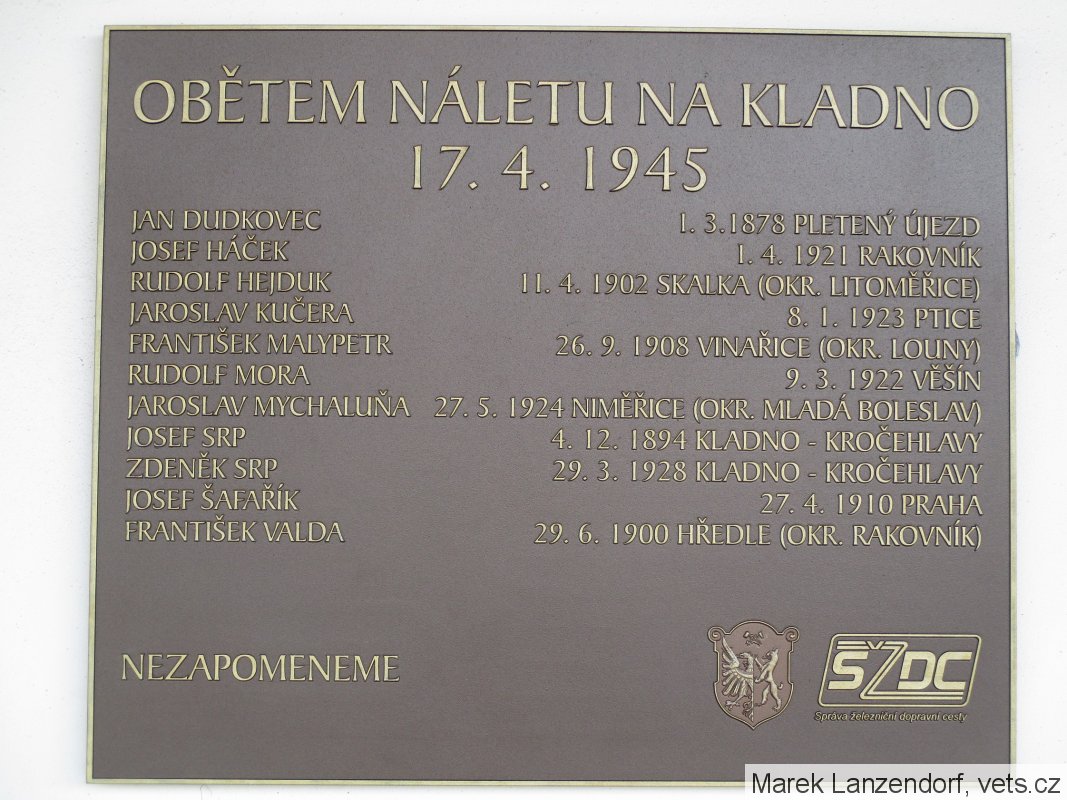 OBĚTEM NÁLETU NA KLADNO
17. 4. 1945
JAN DUDKOVEC 1. 3.1878 PLETENÝ ÚJEZD
JOSEF HÁČEK 1. 4. 1921 RAKOVNÍK
RUDOLF HEJDUK 11. 4. 1902 SKALKA (OKR. LITOMĚŘICE)
JAROSLAV KUČERA 8. 1. 1923 PTICE
FRANTIŠEK MALYPETR 26. 9. 1908 VINAŘICE (OKR. LOUNY)
RUDOLF MORA 9. 3. 1922 VĚŠÍN
JAROSLAV MYCHALUŇA 27. 5. 1924 NIMĚŘICE (OKR. MLADÁ BOLESLAV)
JOSEF SRP 4. 12. 1894 KLADNO - KROČEHLAVY
ZDENĚK SRP 29. 3. 1928 KLADNO - KROČEHLAVY
JOSEF ŠAFAŘÍK 27. 4. 1910 PRAHA
FRANTIŠEK VALDA 29. 6. 1900 HŘEDLE (OKR. RAKOVNÍK)
NEZAPOMENEME
SŽDC
Správa železniční dopravní cesty
Marek Lanzendorf, vets.cz